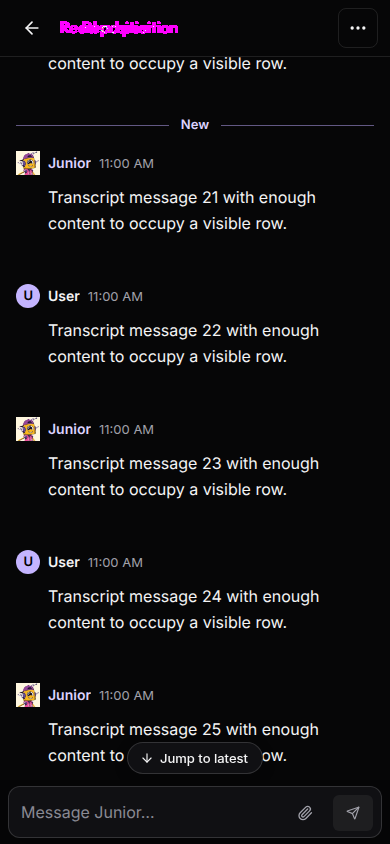 content to occupy a visible row.
New
Junior 11:00 AM
Transcript message 21 with enough
content to occupy a visible row.
U User 11:00 AM
Transcript message 22 with enough
content to occupy a visible row.
Junior 11:00 AM
Transcript message 23 with enough
content to occupy a visible row.
U User 11:00 AM
Transcript message 24 with enough
content to occupy a visible row.
Junior 11:00 AM
Transcript message 25 with enough
content to
Jump to latest
Message Junior...